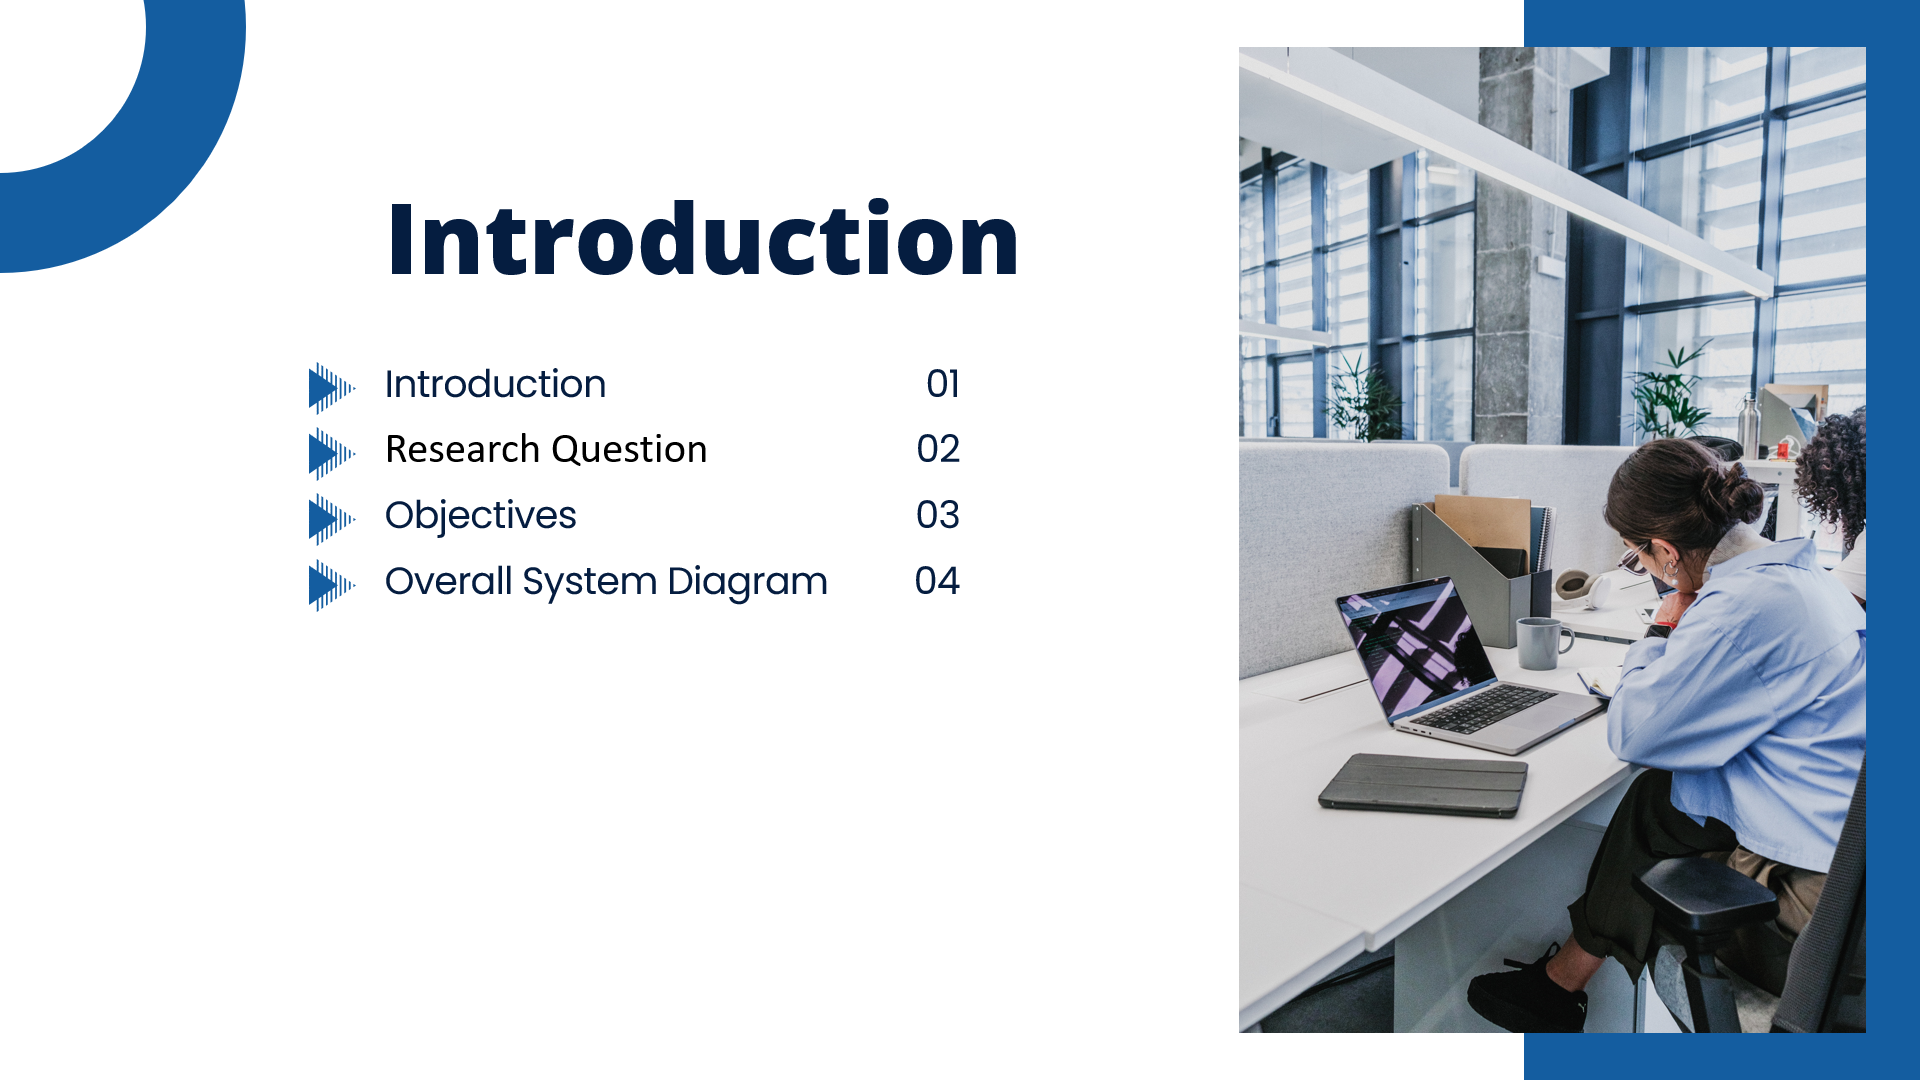 Introduction
Introduction 01
Research Question 02
Objectives 03
Overall System Diagram 04